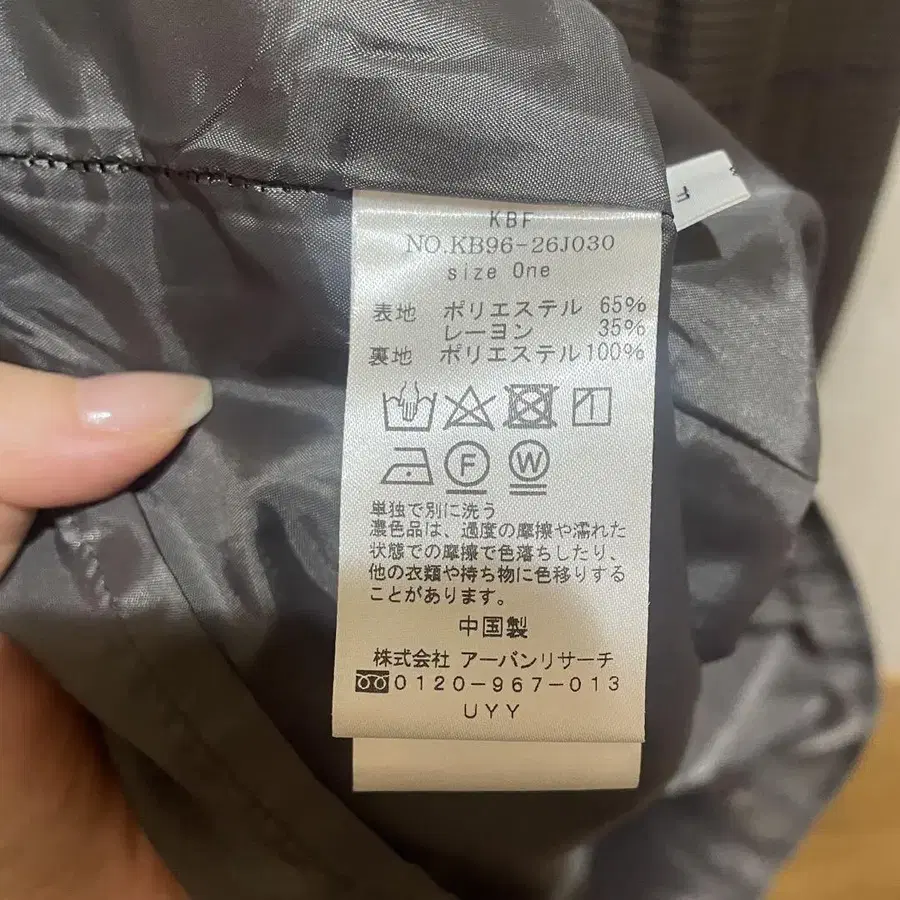 KBF
NO.KB96-26J030
size One
表地 ポリエステル 65%
レーヨン 35%
裏地 ポリエステル 100%
F W
単独で別に洗う
濃色品は、過度の摩擦や濡れた
状態での摩擦で色落ちしたり、
他の衣類や持ち物に色移りする
ことがあります。
中国製
株式会社 アーバンリサーチ
0120-967-013
UYY